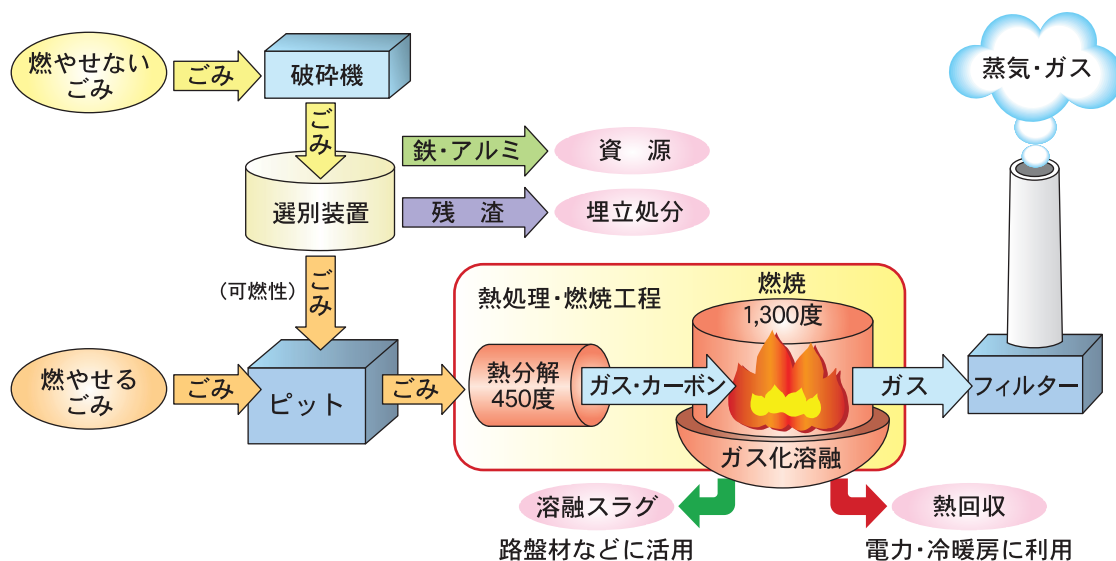 燃やせない
ごみ
ごみ
破砕機
蒸気・ガス
ごみ
鉄・アルミ
資 源
選別装置
残 渣
埋立処分
(可燃性)
ごみ
熱処理・燃焼工程
燃焼
1,300度
燃やせる
ごみ
ごみ
ピット
ごみ
熱分解
450度
ガス・カーボン
ガス
フィルター
ガス化溶融
溶融スラグ
路盤材などに活用
熱回収
電力・冷暖房に利用